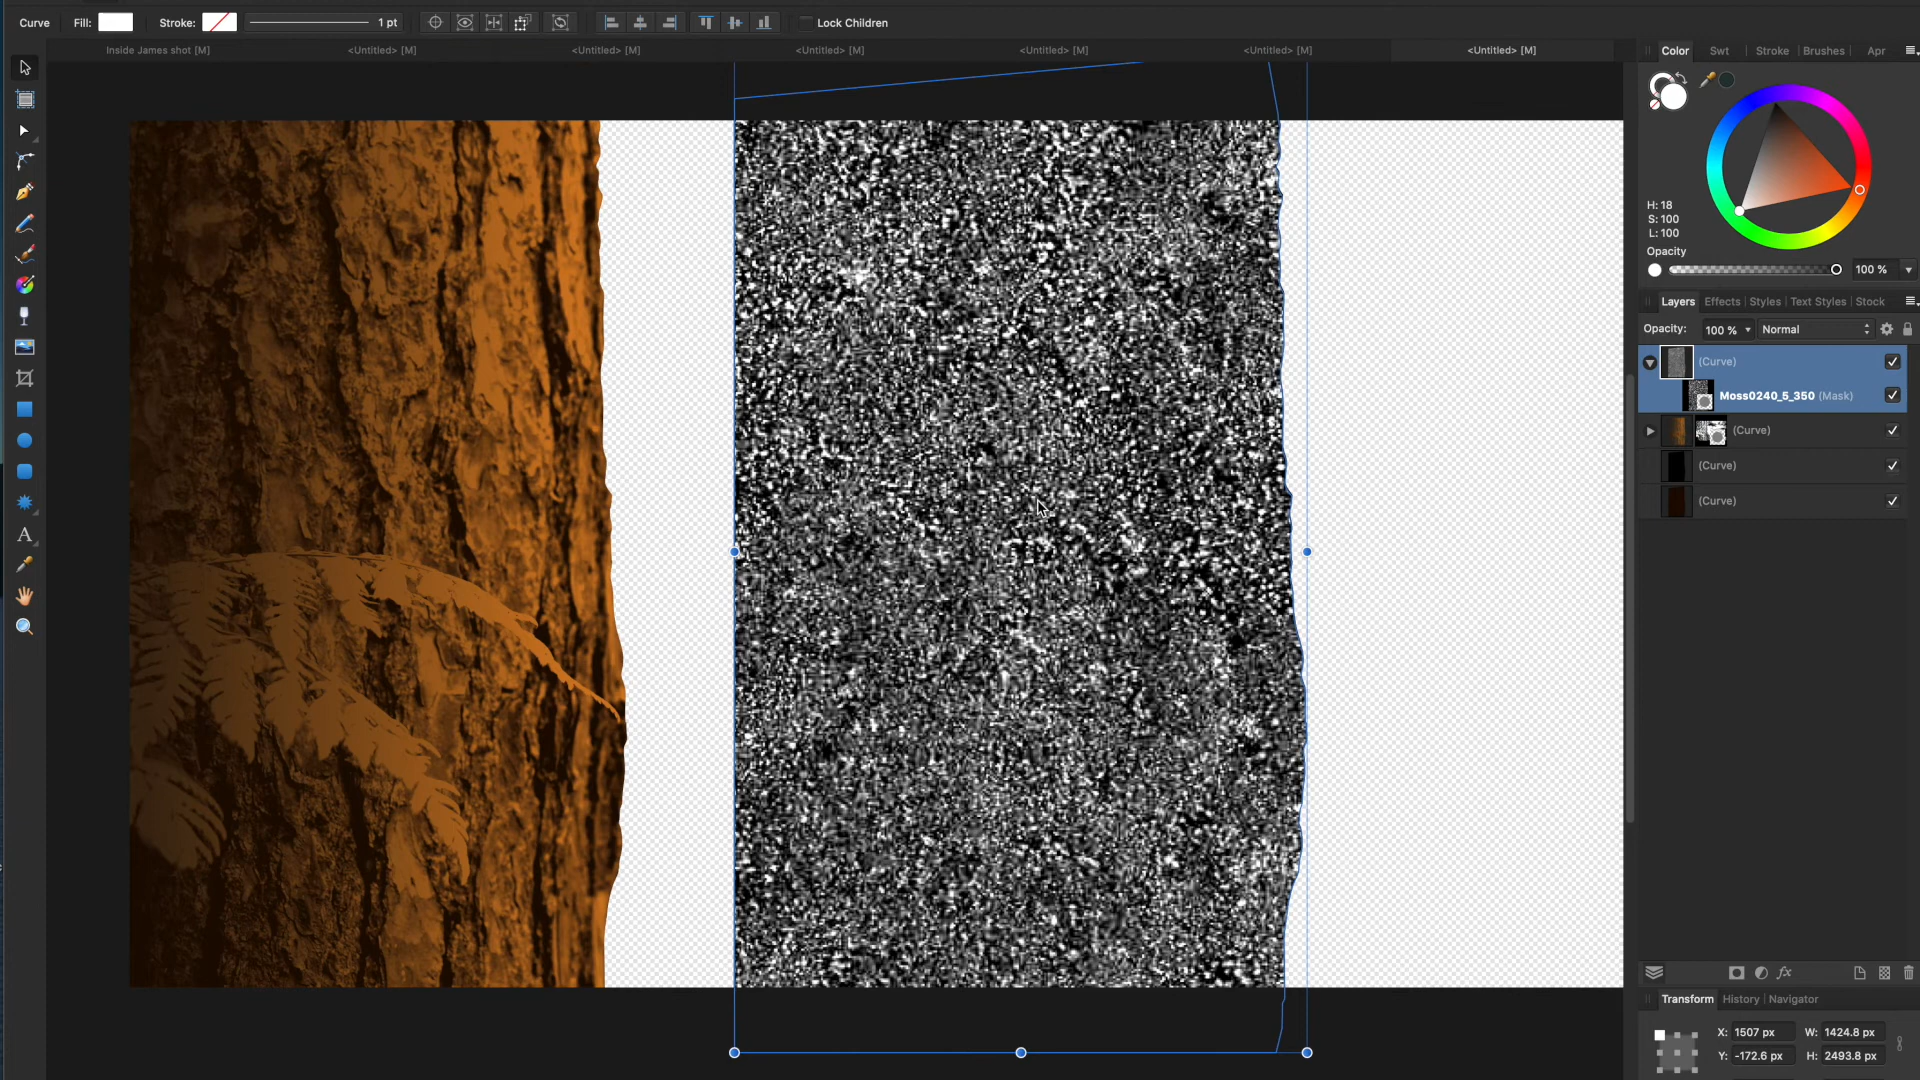 Curve Fill: Stroke: 1 pt Lock Children
Inside James shot [M] <Untitled> [M] <Untitled> [M] <Untitled> [M] <Untitled> [M] <Untitled> [M] <Untitled> [M]
Color Swt Stroke Brushes Apr
H: 18
S: 100
L: 100
Opacity
100 %
Layers Effects Styles Text Styles Stock
Opacity: 100 % Normal
(Curve)
Moss0240_5_350 (Mask)
(Curve)
(Curve)
(Curve)
A
fx
Transform History Navigator
X: 1507 px W: 1424.8 px
Y: -172.6 px H: 2493.8 px